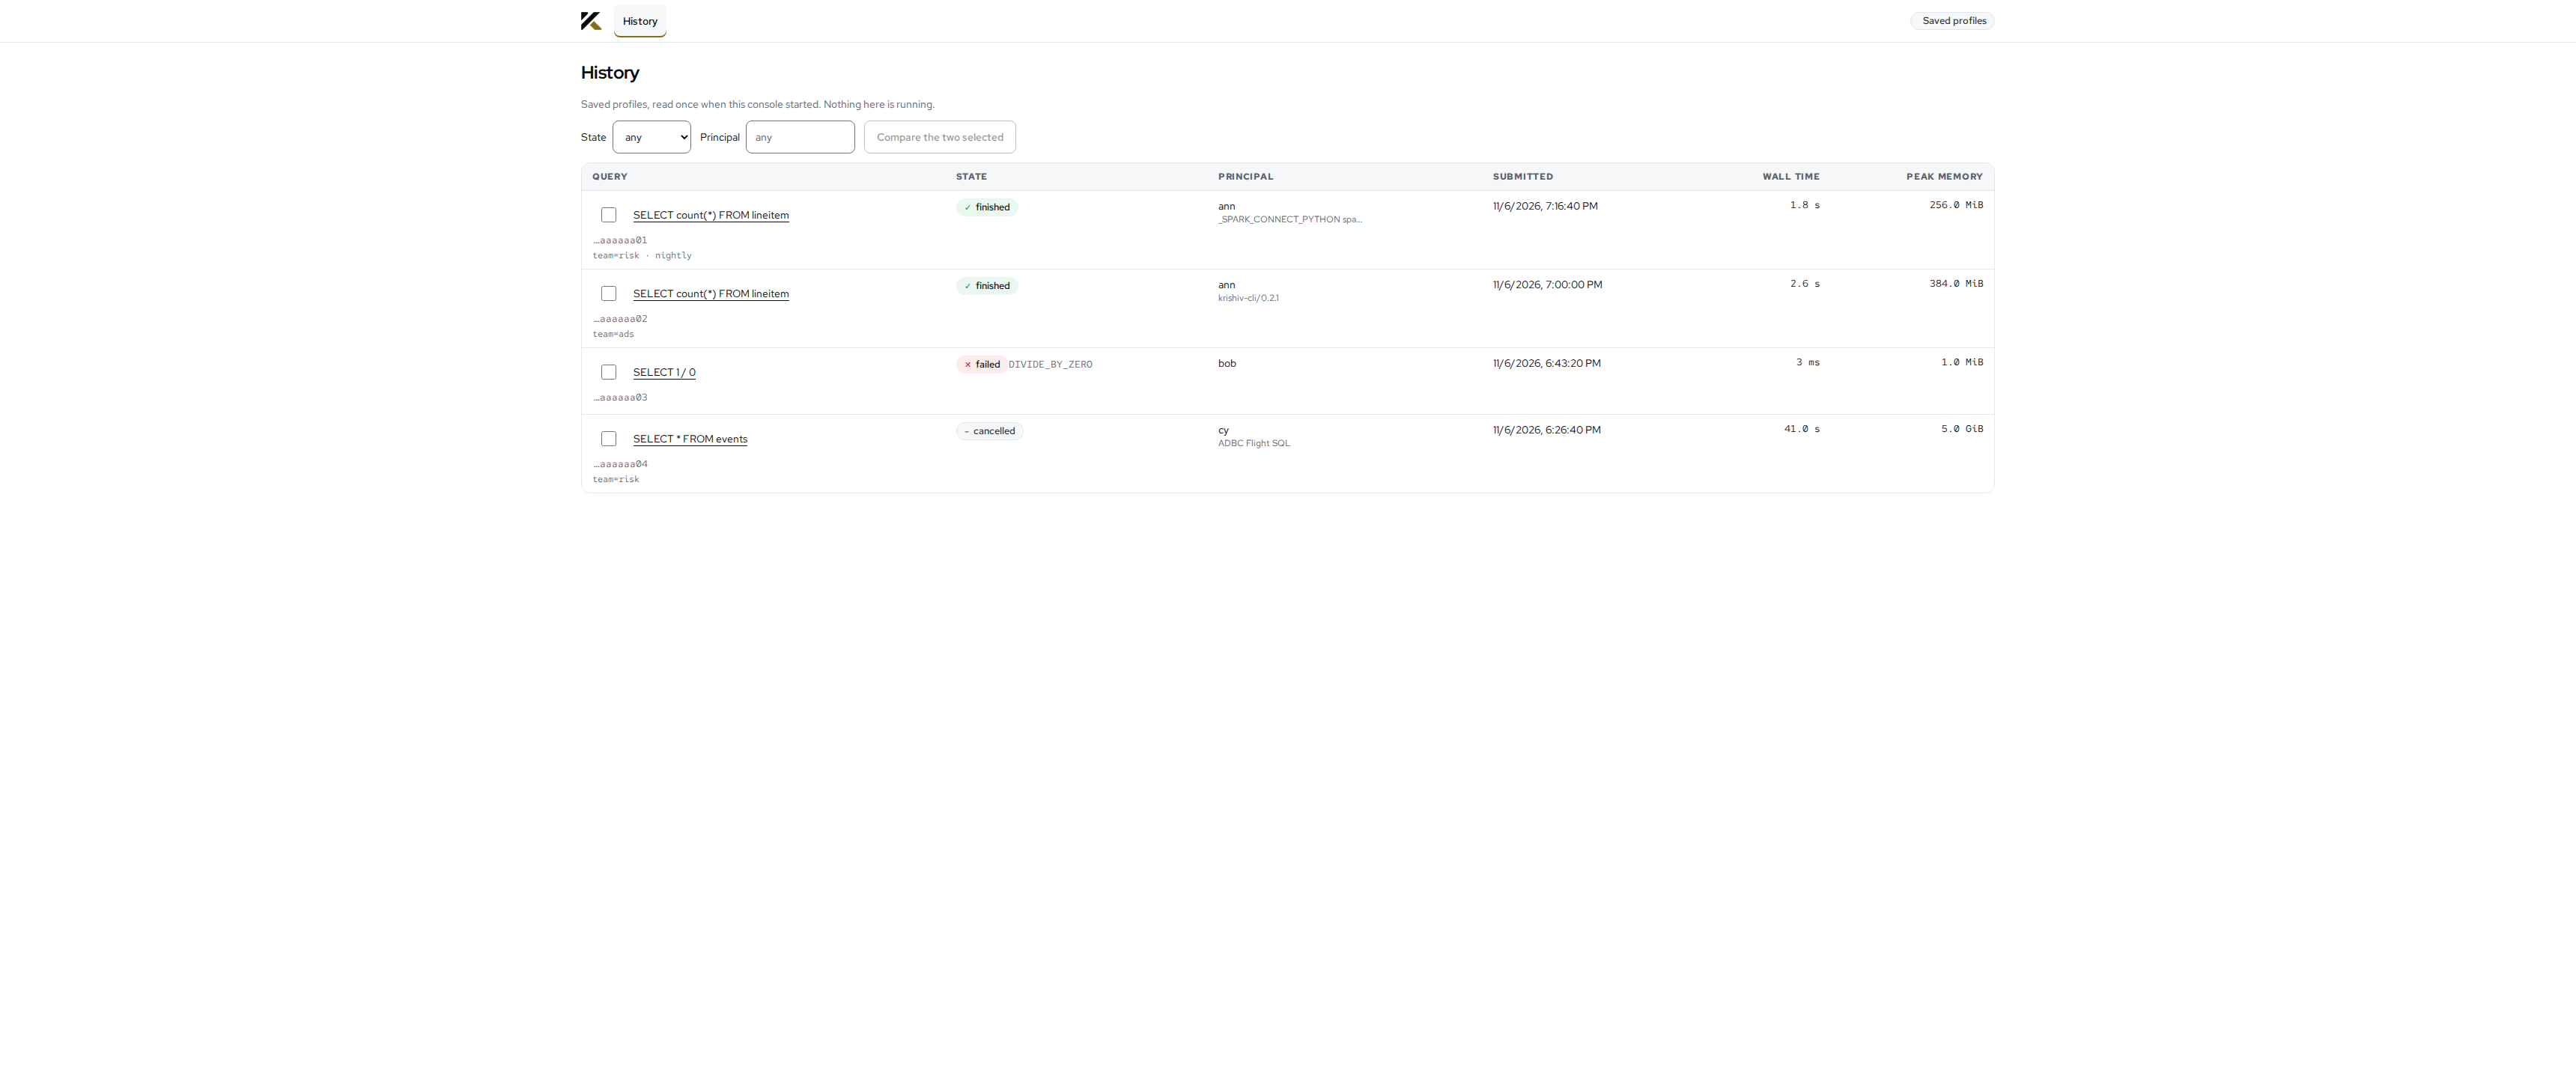 History
Saved profiles
History
Saved profiles, read once when this console started. Nothing here is running.
State any Principal any Compare the two selected
QUERY STATE PRINCIPAL SUBMITTED WALL TIME PEAK MEMORY
SELECT count(*) FROM lineitem ✓ finished ann 11/6/2026, 7:16:40 PM 1.8 s 256.0 MiB
_SPARK_CONNECT_PYTHON spa…
…aaaaaa01
team=risk · nightly
SELECT count(*) FROM lineitem ✓ finished ann 11/6/2026, 7:00:00 PM 2.6 s 384.0 MiB
krishiv-cli/0.2.1
…aaaaaa02
team=ads
SELECT 1 / 0 × failed DIVIDE_BY_ZERO bob 11/6/2026, 6:43:20 PM 3 ms 1.0 MiB
…aaaaaa03
SELECT * FROM events – cancelled cy 11/6/2026, 6:26:40 PM 41.0 s 5.0 GiB
ADBC Flight SQL
…aaaaaa04
team=risk